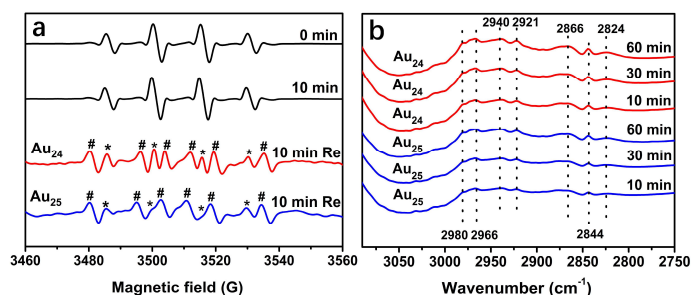 a
0 min
10 min
Au24
# * # * # # * # * #
10 min Re
Au25
# * # * # # * # * #
10 min Re
3460 3480 3500 3520 3540 3560
Magnetic field (G)
b
2940 2921 2866 2824
Au24 60 min
Au24 30 min
Au24 10 min
Au25 60 min
Au25 30 min
Au25 10 min
2980 2966 2844
3050 3000 2950 2900 2850 2800 2750
Wavenumber (cm-1)